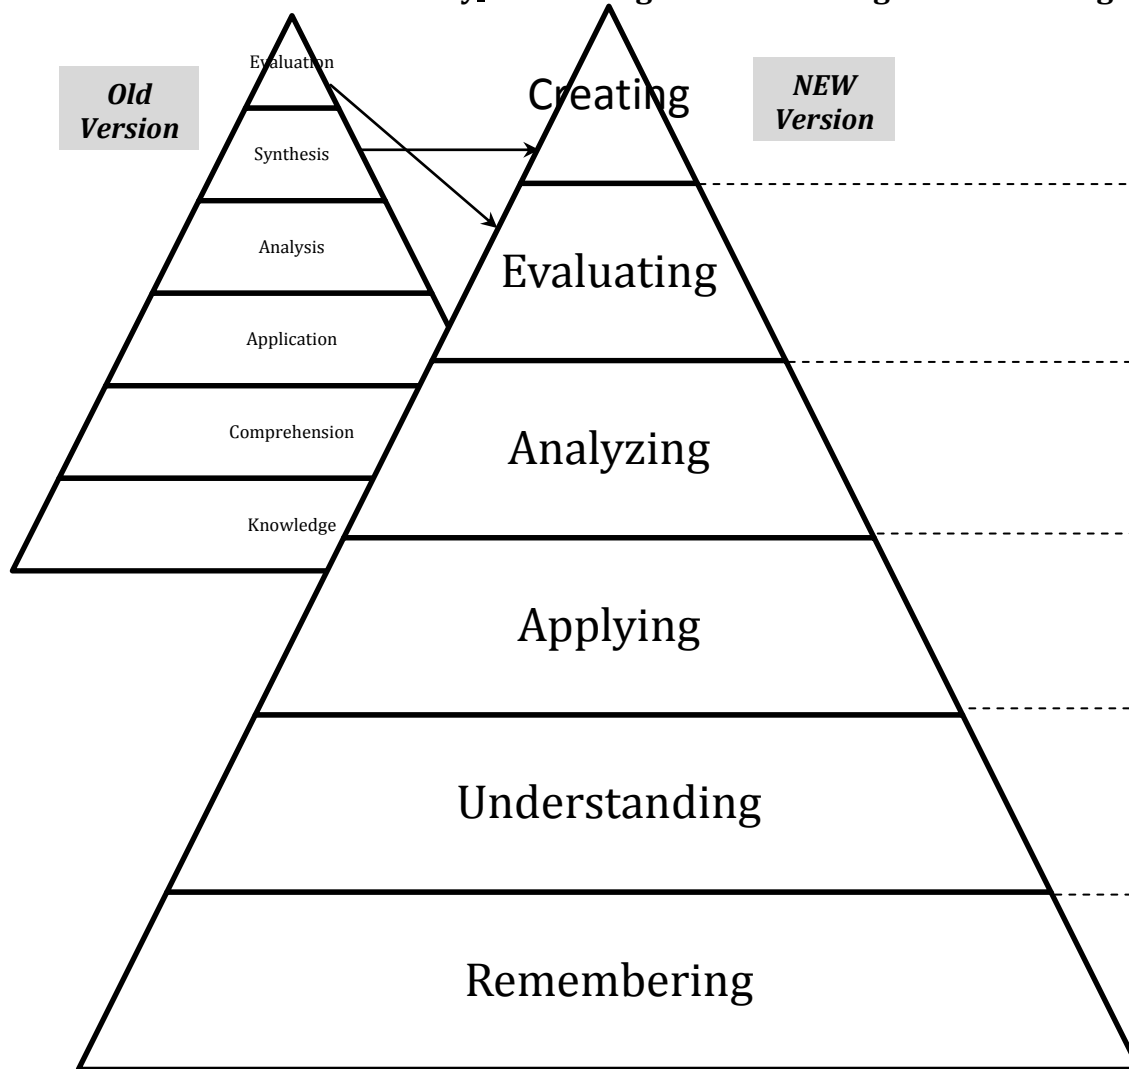 Evaluation
Old
Version
Synthesis
Analysis
Application
Comprehension
Knowledge
Creating
NEW
Version
Evaluating
Analyzing
Applying
Understanding
Remembering